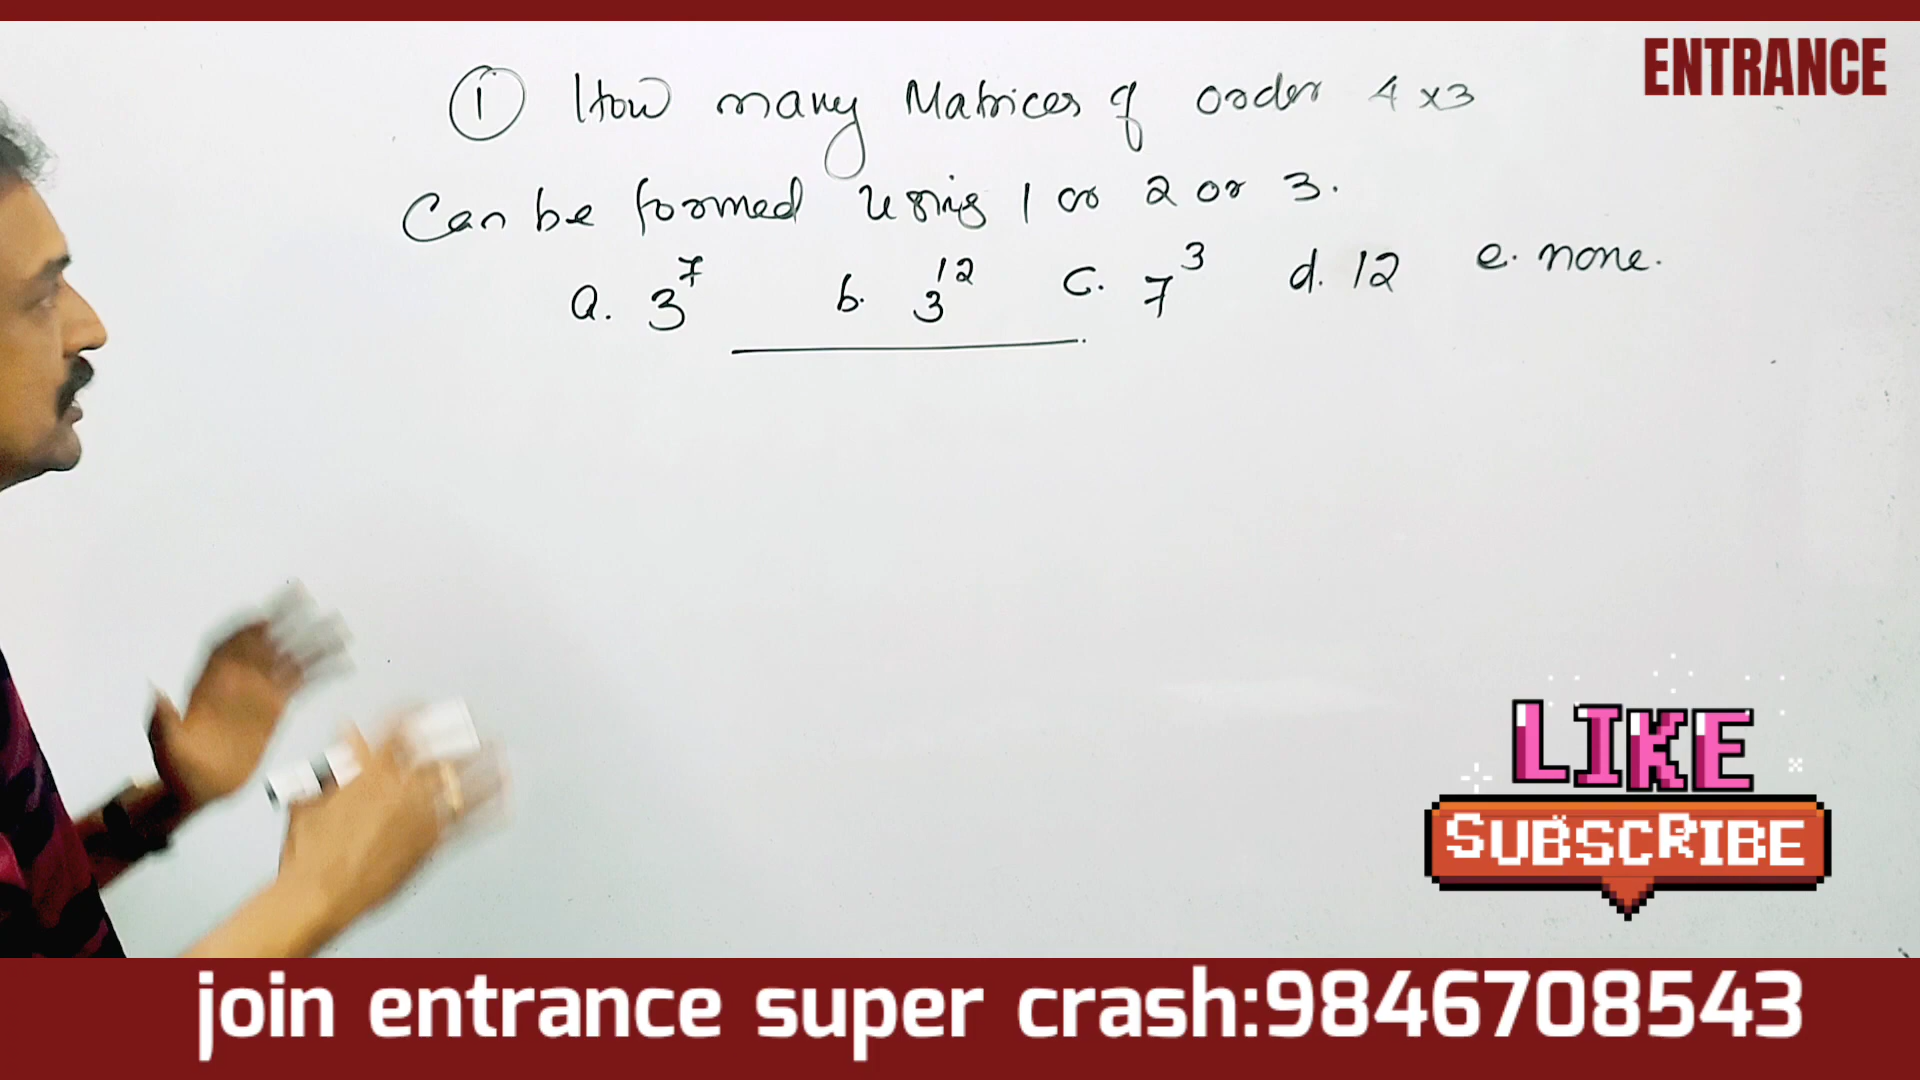 ENTRANCE
① How many Matrices of order 4×3
Can be formed using 1 or 2 or 3.
a. 3⁷ b. 3¹² c. 7³ d. 12 e. none.
LIKE
SUBSCRIBE
join entrance super crash:9846708543